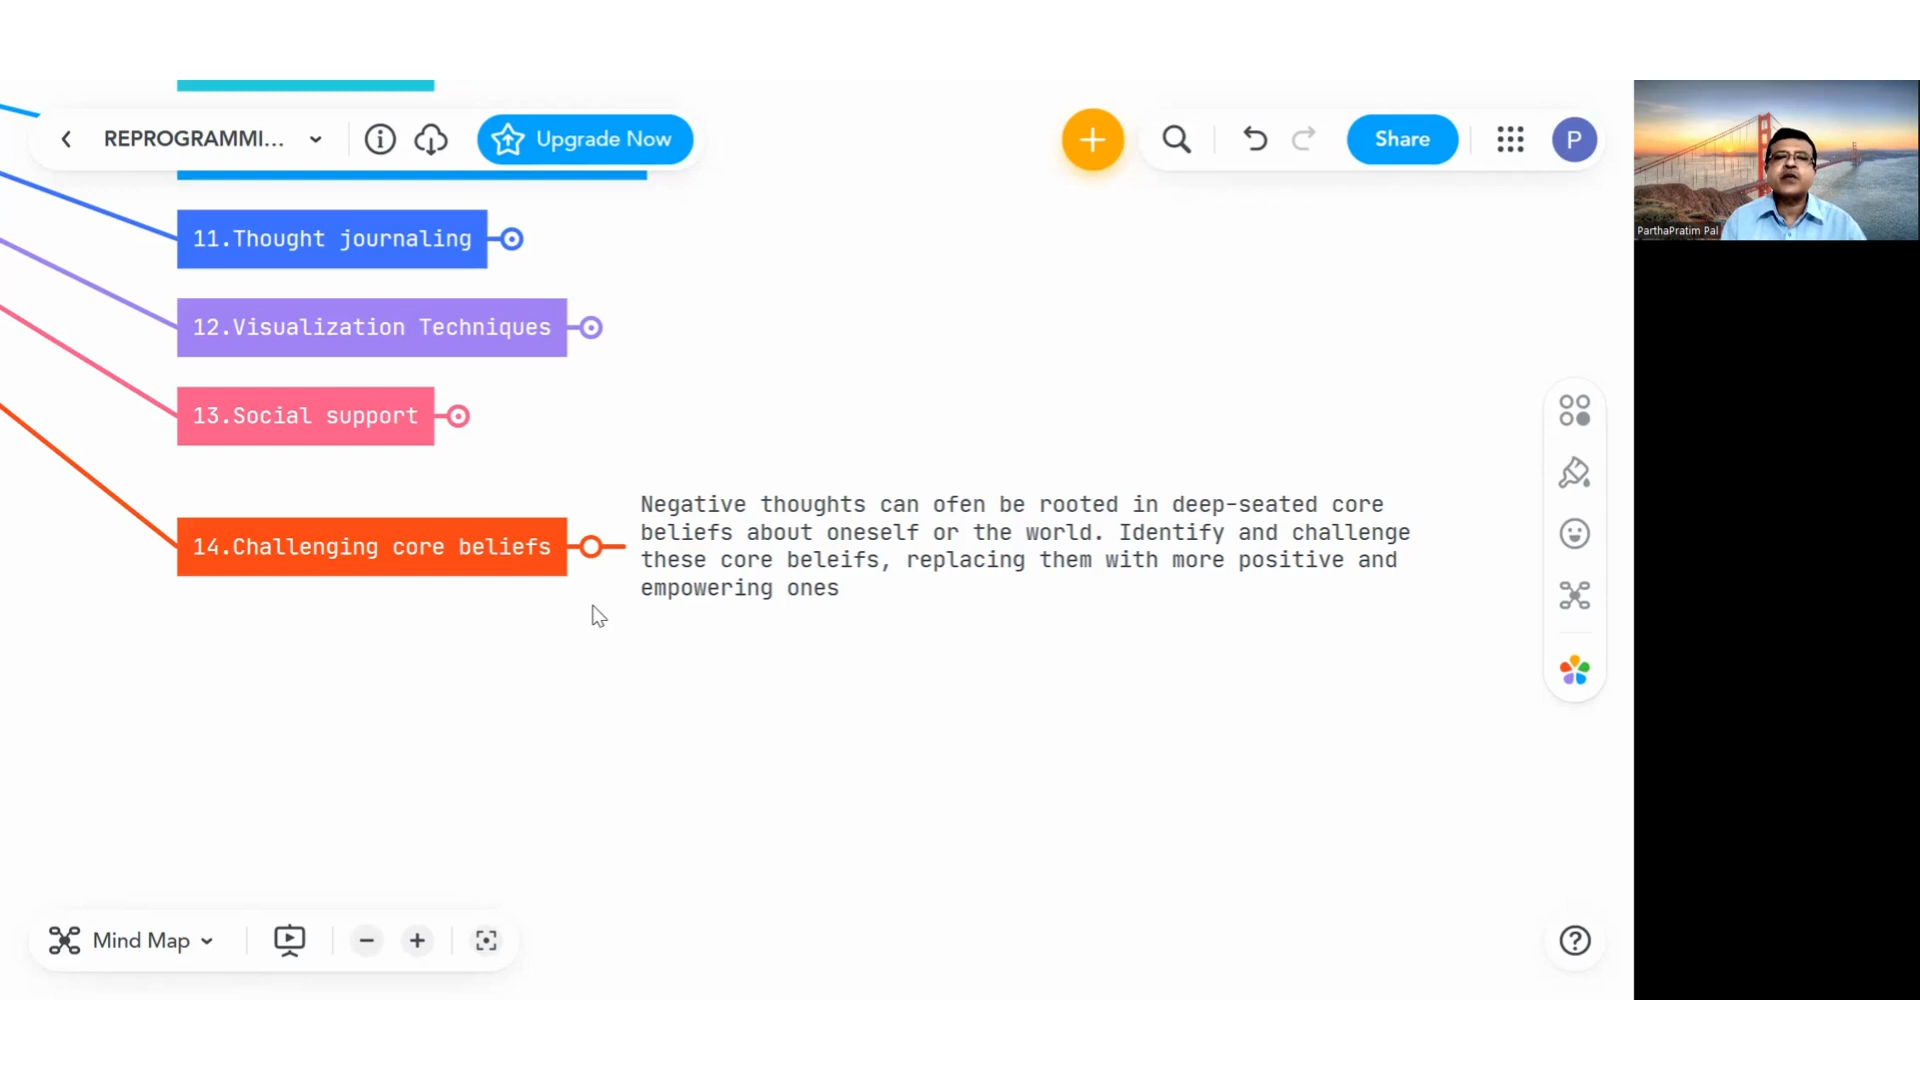 REPROGRAMMI...
Upgrade Now
Share
P
ParthaPratim Pal
11.Thought journaling
12.Visualization Techniques
13.Social support
14.Challenging core beliefs
Negative thoughts can ofen be rooted in deep-seated core
beliefs about oneself or the world. Identify and challenge
these core beleifs, replacing them with more positive and
empowering ones
Mind Map